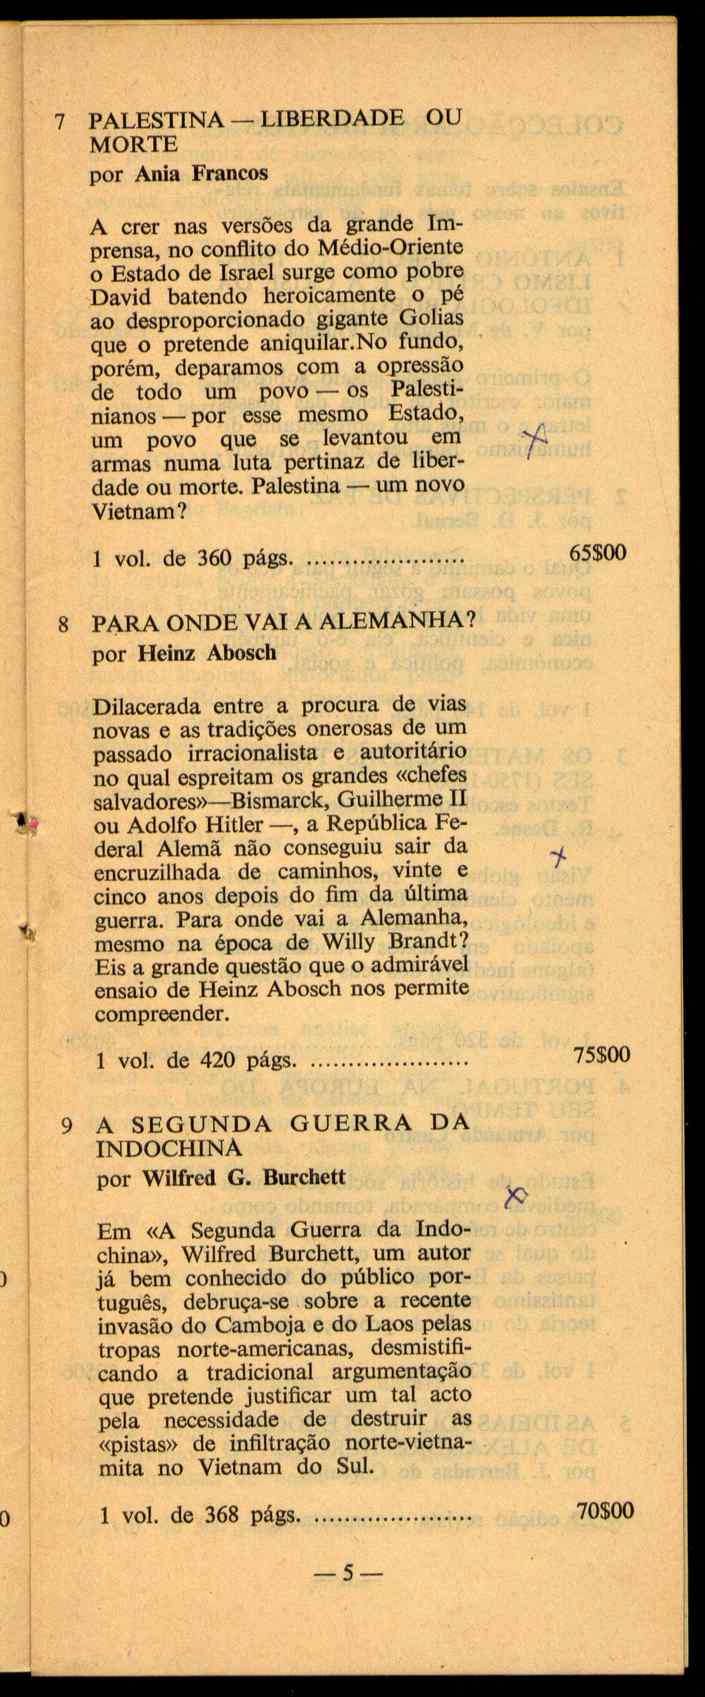 7 PALESTINA — LIBERDADE OU
MORTE
por Ania Francos
A crer nas versões da grande Im-
prensa, no conflito do Médio-Oriente
o Estado de Israel surge como pobre
David batendo heroicamente o pé
ao desproporcionado gigante Golias
que o pretende aniquilar.No fundo,
porém, deparamos com a opressão
de todo um povo — os Palesti-
nianos — por esse mesmo Estado,
um povo que se levantou em
armas numa luta pertinaz de liber-
dade ou morte. Palestina — um novo
Vietnam?
1 vol. de 360 págs. ..................... 65$00
8 PARA ONDE VAI A ALEMANHA?
por Heinz Abosch
Dilacerada entre a procura de vias
novas e as tradições onerosas de um
passado irracionalista e autoritário
no qual espreitam os grandes «chefes
salvadores»—Bismarck, Guilherme II
ou Adolfo Hitler —, a República Fe-
deral Alemã não conseguiu sair da
encruzilhada de caminhos, vinte e
cinco anos depois do fim da última
guerra. Para onde vai a Alemanha,
mesmo na época de Willy Brandt?
Eis a grande questão que o admirável
ensaio de Heinz Abosch nos permite
compreender.
1 vol. de 420 págs. ..................... 75$00
9 A SEGUNDA GUERRA DA
INDOCHINA
por Wilfred G. Burchett
Em «A Segunda Guerra da Indo-
china», Wilfred Burchett, um autor
já bem conhecido do público por-
tuguês, debruça-se sobre a recente
invasão do Camboja e do Laos pelas
tropas norte-americanas, desmistifi-
cando a tradicional argumentação
que pretende justificar um tal acto
pela necessidade de destruir as
«pistas» de infiltração norte-vietna-
mita no Vietnam do Sul.
1 vol. de 368 págs. ..................... 70$00
— 5 —